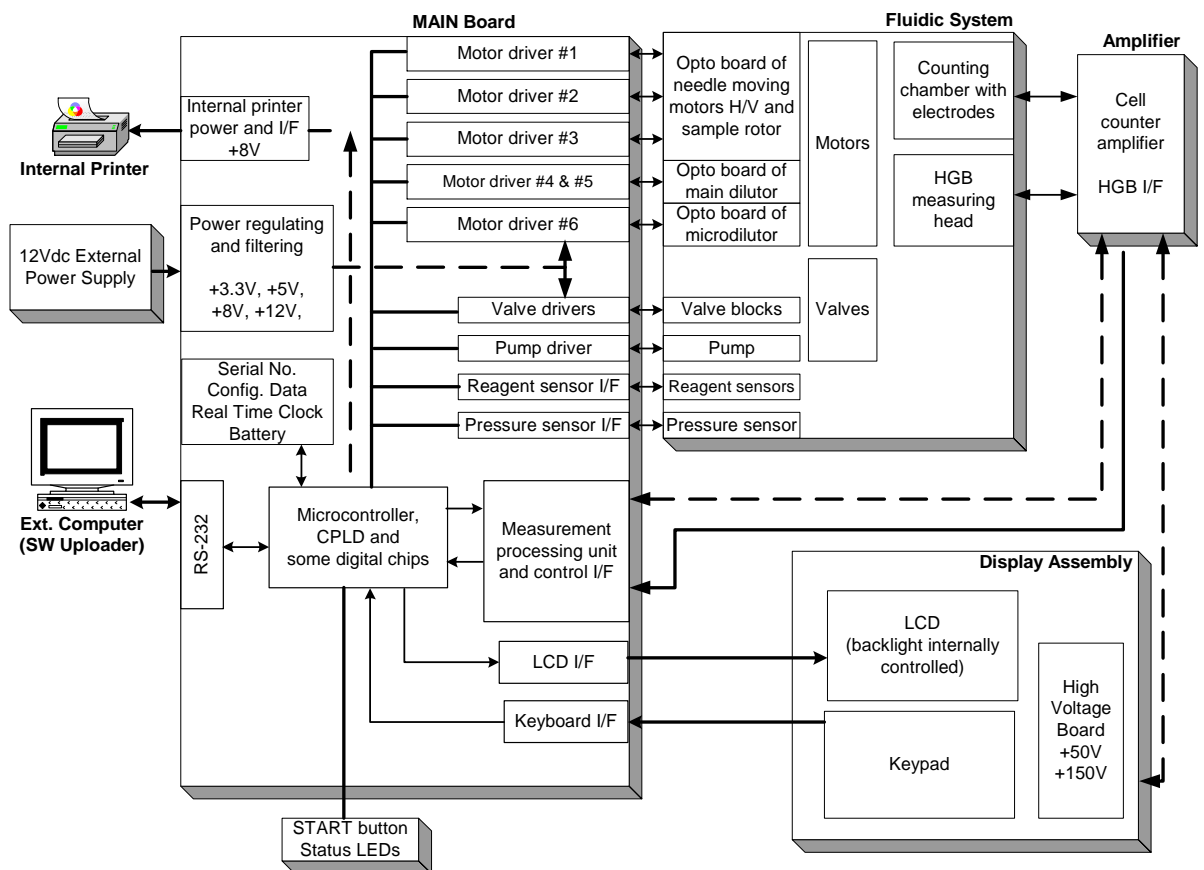 MAIN Board
Fluidic System
Amplifier
Motor driver #1
Motor driver #2
Motor driver #3
Motor driver #4 & #5
Motor driver #6
Internal printer
power and I/F
+8V
Internal Printer
Opto board of
needle moving
motors H/V and
sample rotor
Opto board of
main dilutor
Opto board of
microdilutor
Motors
Counting
chamber with
electrodes
HGB
measuring
head
Cell
counter
amplifier
HGB I/F
12Vdc External
Power Supply
Power regulating
and filtering
+3.3V, +5V,
+8V, +12V,
Valve drivers
Valve blocks
Valves
Pump driver
Pump
Reagent sensor I/F
Reagent sensors
Pressure sensor I/F
Pressure sensor
Serial No.
Config. Data
Real Time Clock
Battery
Ext. Computer
(SW Uploader)
RS-232
Microcontroller,
CPLD and
some digital chips
Measurement
processing unit
and control I/F
LCD I/F
Keyboard I/F
Display Assembly
LCD
(backlight internally
controlled)
Keypad
High
Voltage
Board
+50V
+150V
START button
Status LEDs